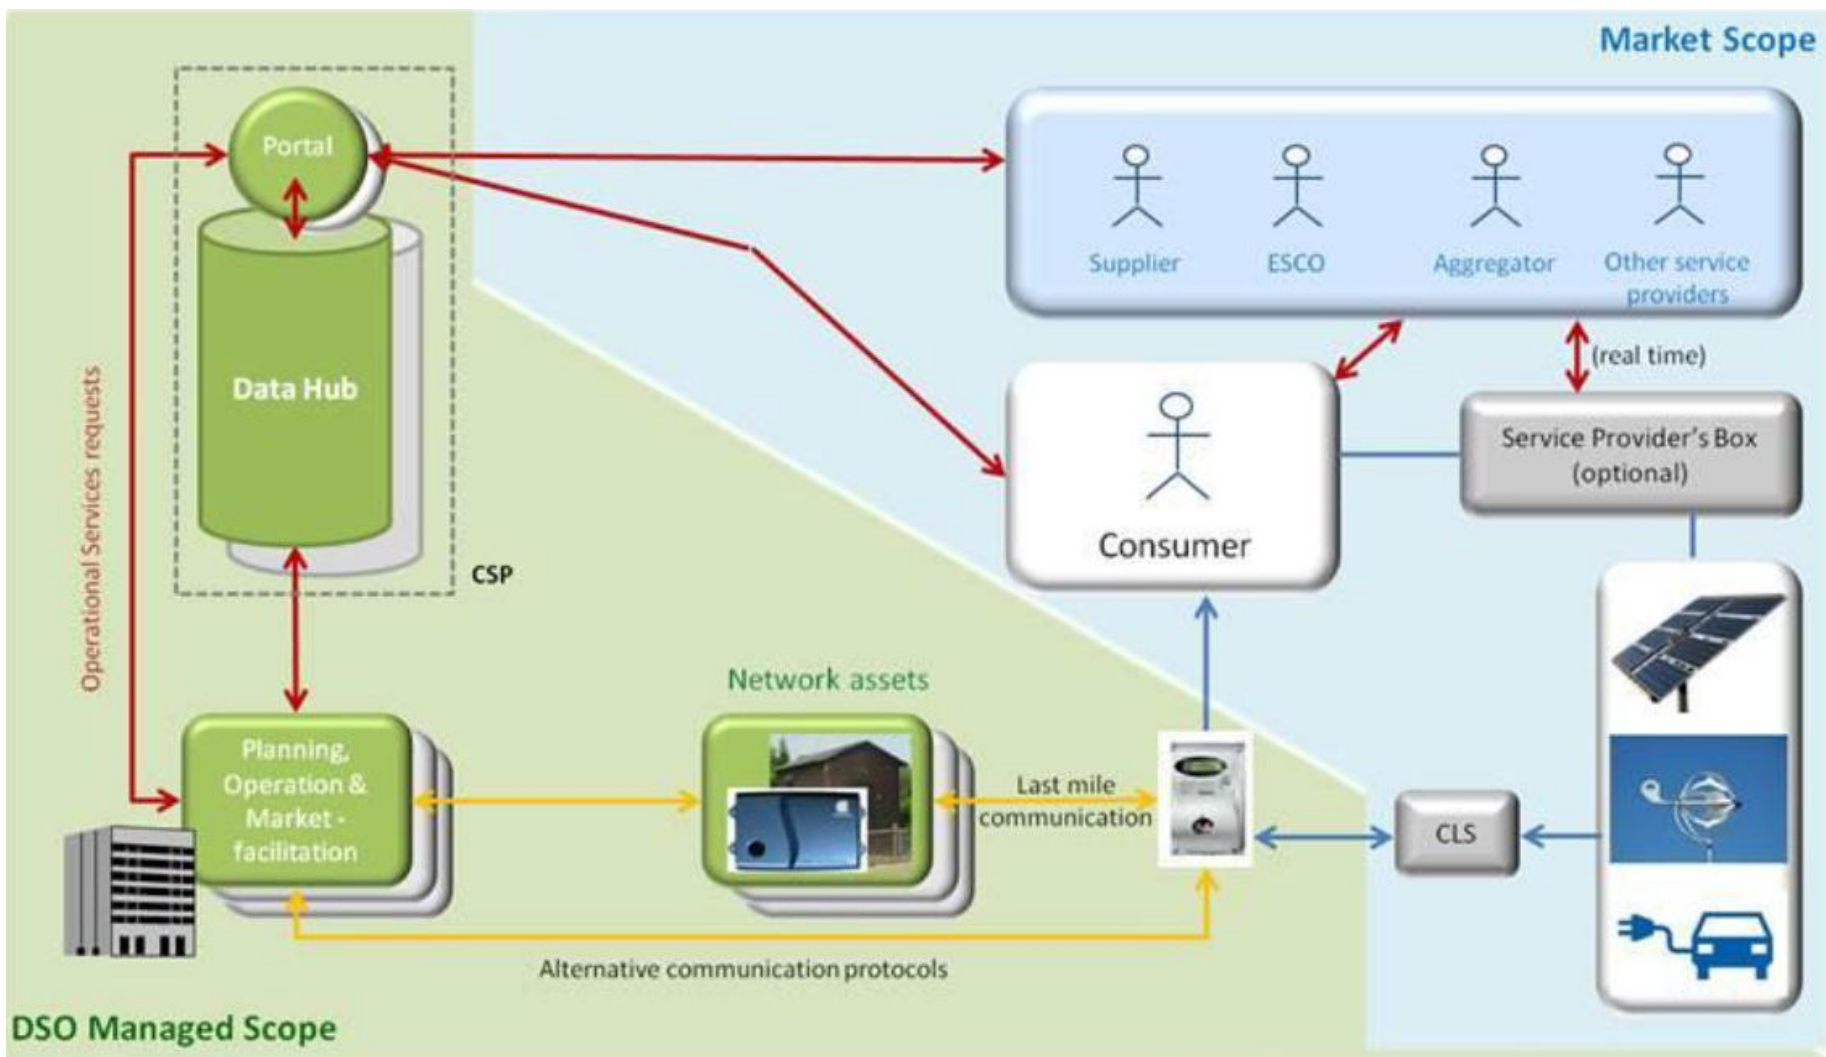 Market Scope
Portal
Supplier
ESCO
Aggregator
Other service
providers
(real time)
Data Hub
Operational Services requests
Service Provider's Box
(optional)
Consumer
CSP
Network assets
Planning,
Operation &
Market -
facilitation
Last mile
communication
CLS
Alternative communication protocols
DSO Managed Scope